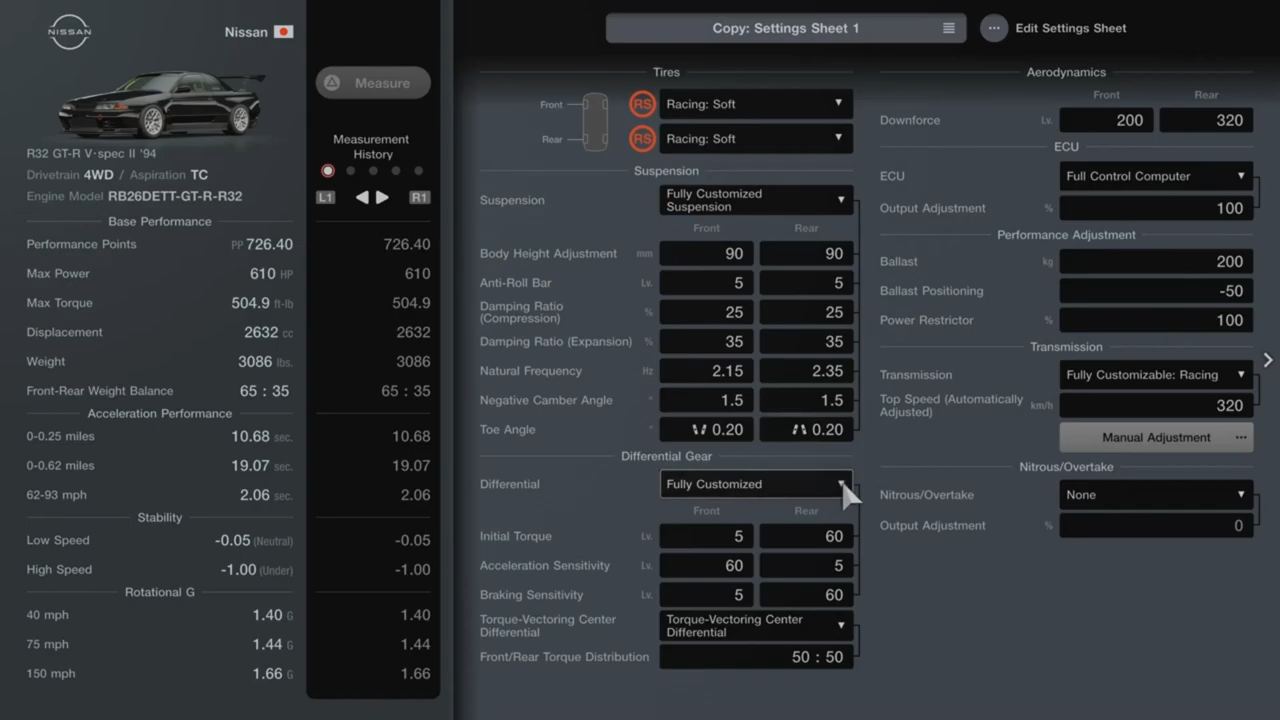 NISSAN
Nissan
R32 GT-R V·spec II '94
Drivetrain 4WD / Aspiration TC
Engine Model RB26DETT-GT-R-R32
Base Performance
Performance Points PP 726.40
Max Power 610 HP
Max Torque 504.9 ft-lb
Displacement 2632 cc
Weight 3086 lbs.
Front-Rear Weight Balance 65 : 35
Acceleration Performance
0-0.25 miles 10.68 sec.
0-0.62 miles 19.07 sec.
62-93 mph 2.06 sec.
Stability
Low Speed -0.05 (Neutral)
High Speed -1.00 (Under)
Rotational G
40 mph 1.40 G
75 mph 1.44 G
150 mph 1.66 G
Measure
Measurement
History
L1 R1
726.40
610
504.9
2632
3086
65 : 35
10.68
19.07
2.06
-0.05
-1.00
1.40
1.44
1.66
Copy: Settings Sheet 1
Edit Settings Sheet
Tires
Front RS Racing: Soft
Rear RS Racing: Soft
Suspension
Suspension Fully Customized
Suspension
Front Rear
Body Height Adjustment mm 90 90
Anti-Roll Bar Lv. 5 5
Damping Ratio
(Compression) % 25 25
Damping Ratio (Expansion) % 35 35
Natural Frequency Hz 2.15 2.35
Negative Camber Angle ° 1.5 1.5
Toe Angle ° 0.20 0.20
Differential Gear
Differential Fully Customized
Front Rear
Initial Torque Lv. 5 60
Acceleration Sensitivity Lv. 60 5
Braking Sensitivity Lv. 5 60
Torque-Vectoring Center
Differential
Torque-Vectoring Center
Differential
Front/Rear Torque Distribution 50 : 50
Aerodynamics
Front Rear
Downforce Lv. 200 320
ECU
ECU Full Control Computer
Output Adjustment % 100
Performance Adjustment
Ballast kg 200
Ballast Positioning -50
Power Restrictor % 100
Transmission
Transmission Fully Customizable: Racing
Top Speed (Automatically
Adjusted) km/h 320
Manual Adjustment
Nitrous/Overtake
Nitrous/Overtake None
Output Adjustment % 0